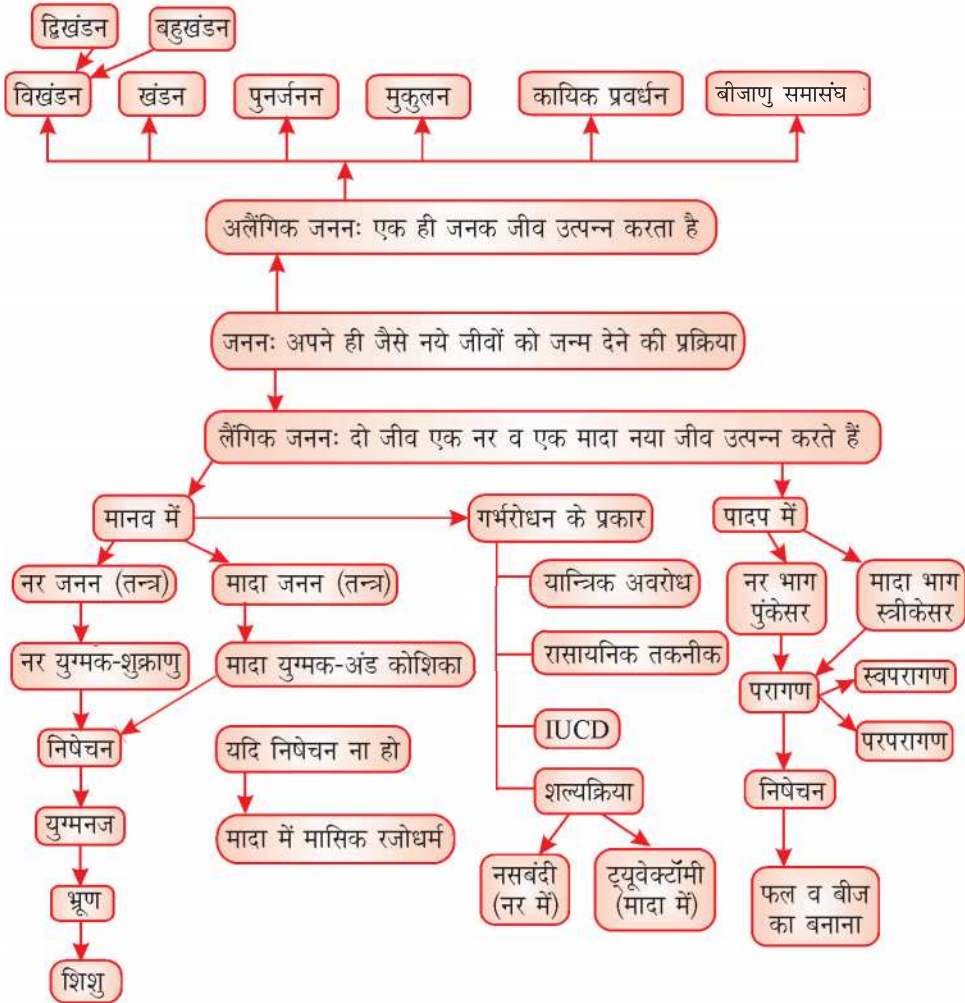 द्विखंडन
बहुखंडन
विखंडन
खंडन
पुनर्जनन
मुकुलन
कायिक प्रवर्धन
बीजाणु समासंघ
अलैंगिक जननः एक ही जनक जीव उत्पन्न करता है
जननः अपने ही जैसे नये जीवों को जन्म देने की प्रक्रिया
लैंगिक जननः दो जीव एक नर व एक मादा नया जीव उत्पन्न करते हैं
मानव में
गर्भरोधन के प्रकार
पादप में
नर जनन (तन्त्र)
मादा जनन (तन्त्र)
यान्त्रिक अवरोध
नर भाग
पुंकेसर
मादा भाग
स्त्रीकेसर
नर युग्मक-शुक्राणु
मादा युग्मक-अंड कोशिका
रासायनिक तकनीक
परागण
स्वपरागण
परपरागण
निषेचन
यदि निषेचन ना हो
IUCD
शल्यक्रिया
निषेचन
युग्मनज
मादा में मासिक रजोधर्म
नसबंदी
(नर में)
ट्यूवेक्टॉमी
(मादा में)
फल व बीज
का बनाना
भ्रूण
शिशु